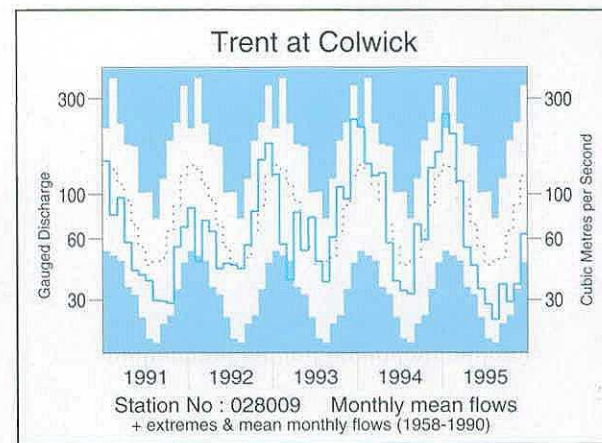 Trent at Colwick
300
100
60
30
Gauged Discharge
300
100
60
30
Cubic Metres per Second
1991 1992 1993 1994 1995
Station No : 028009 Monthly mean flows
+ extremes & mean monthly flows (1958-1990)